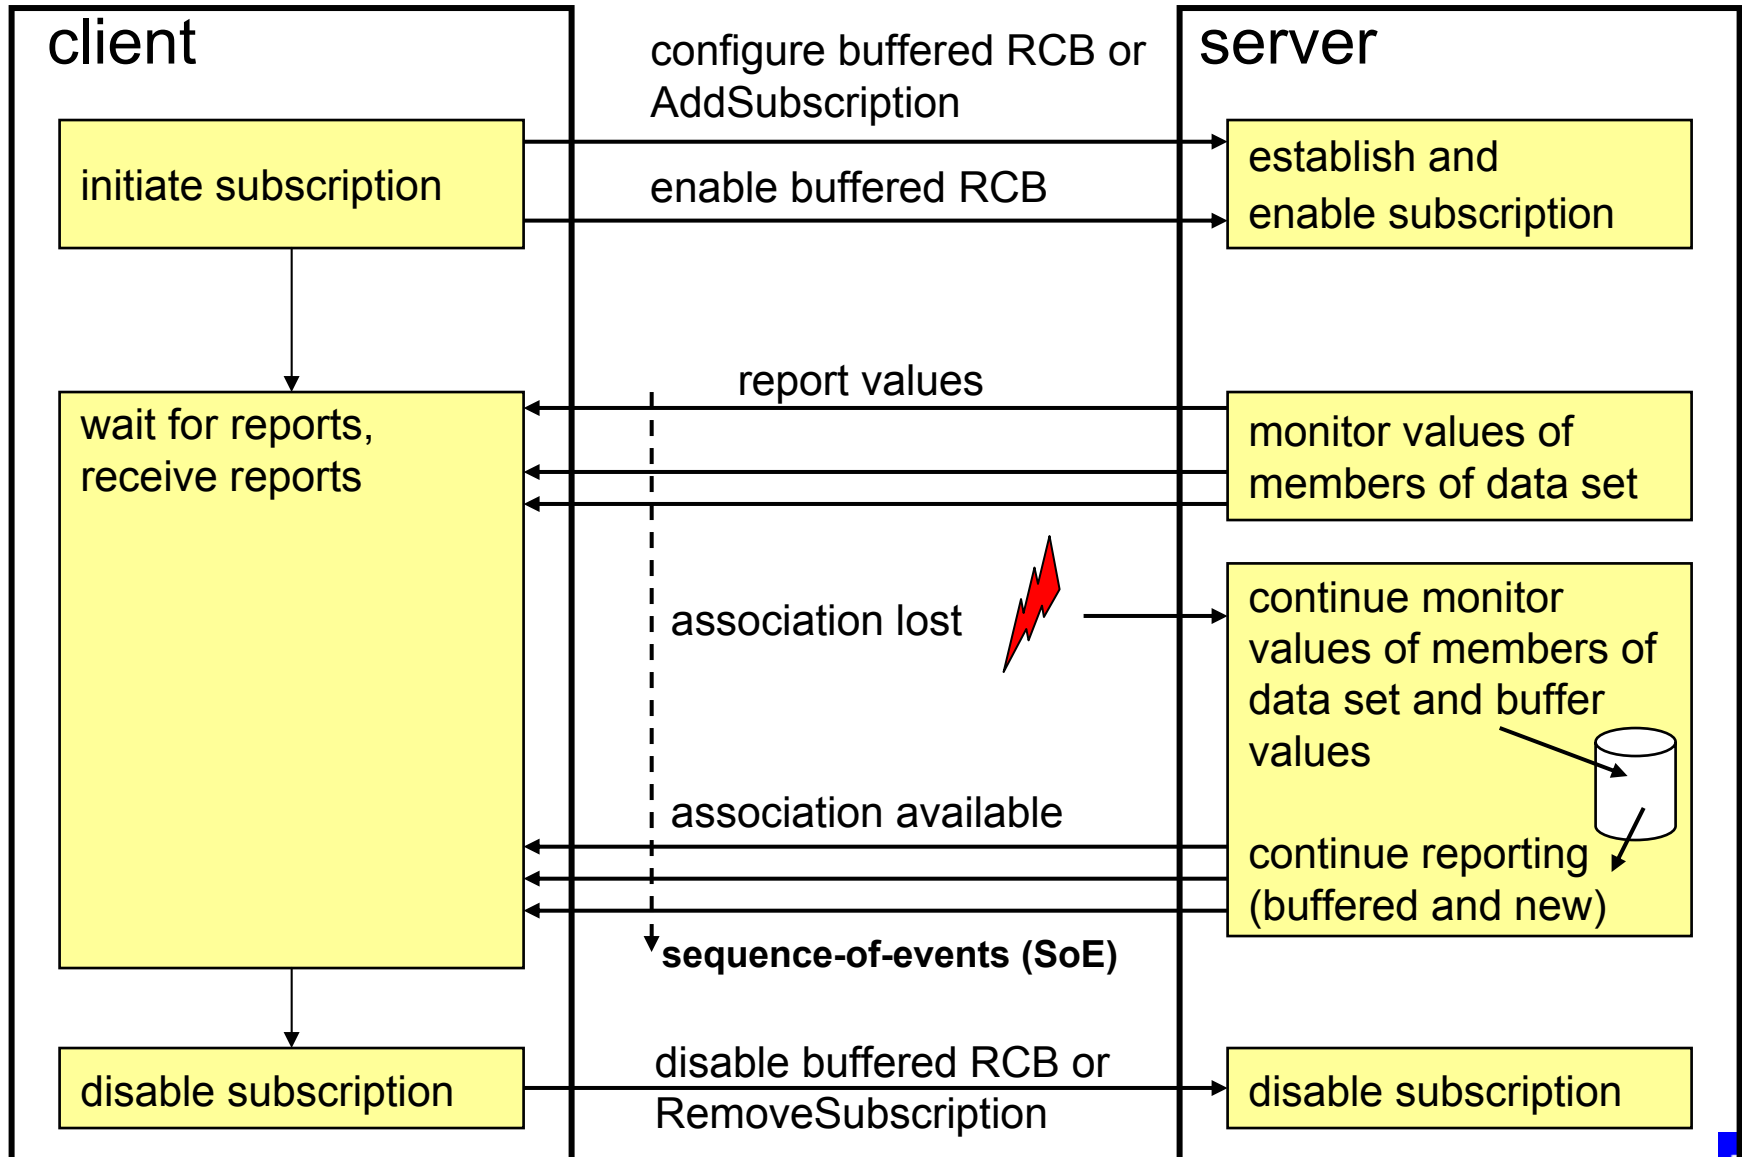 client
server
configure buffered RCB or
AddSubscription
initiate subscription
enable buffered RCB
establish and
enable subscription
report values
wait for reports,
receive reports
monitor values of
members of data set
association lost
continue monitor
values of members of
data set and buffer
values
association available
continue reporting
(buffered and new)
sequence-of-events (SoE)
disable subscription
disable buffered RCB or
RemoveSubscription
disable subscription